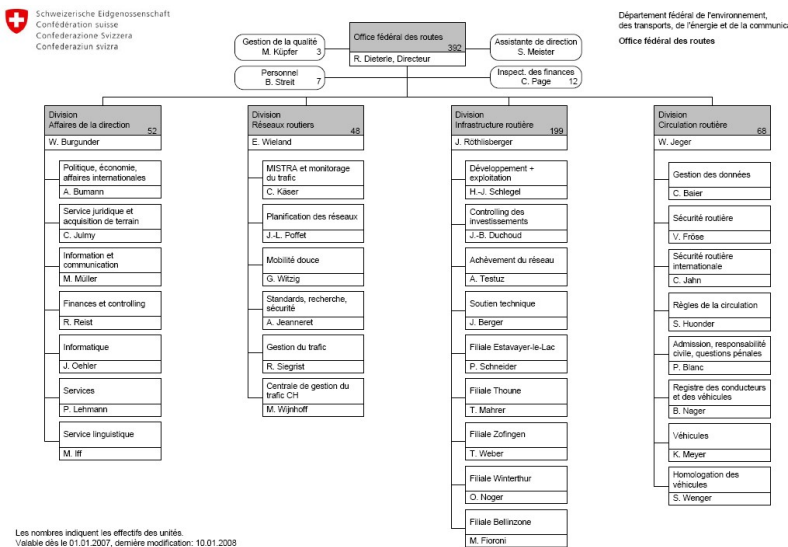 Schweizerische Eidgenossenschaft
Confédération suisse
Confederazione Svizzera
Confederaziun svizra
Département fédéral de l'environnement,
des transports, de l'énergie et de la communica
Office fédéral des routes
Office fédéral des routes
392
R. Dieterle, Directeur
Gestion de la qualité
M. Küpfer 3
Assistante de direction
S. Meister
Personnel
B. Streit 7
Inspect. des finances
C. Page 12
Division
Affaires de la direction 52
W. Burgunder
Politique, économie,
affaires internationales
A. Bumann
Service juridique et
acquisition de terrain
C. Julmy
Information et
communication
M. Müller
Finances et controlling
R. Reist
Informatique
J. Oehler
Services
P. Lehmann
Service linguistique
M. Iff
Division
Réseaux routiers 48
E. Wieland
MISTRA et monitorage
du trafic
C. Käser
Planification des réseaux
J.-L. Poffet
Mobilité douce
G. Witzig
Standards, recherche,
sécurité
A. Jeanneret
Gestion du trafic
R. Siegrist
Centrale de gestion du
trafic CH
M. Wijnhoff
Division
Infrastructure routière 199
J. Röthlisberger
Développement +
exploitation
H.-J. Schlegel
Controlling des
investissements
J.-B. Duchoud
Achèvement du réseau
A. Testuz
Soutien technique
J. Berger
Filiale Estavayer-le-Lac
P. Schneider
Filiale Thoune
T. Mahrer
Filiale Zofingen
T. Weber
Filiale Winterthur
O. Noger
Filiale Bellinzone
M. Fioroni
Division
Circulation routière 68
W. Jeger
Gestion des données
C. Baier
Sécurité routière
V. Fröse
Sécurité routière
internationale
C. Jahn
Règles de la circulation
S. Huonder
Admission, responsabilité
civile, questions pénales
P. Blanc
Registre des conducteurs
et des véhicules
B. Nager
Véhicules
K. Meyer
Homologation des
véhicules
S. Wenger
Les nombres indiquent les effectifs des unités.
Valable dès le 01.01.2007, dernière modification: 10.01.2008